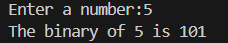 Enter a number:5
The binary of 5 is 101